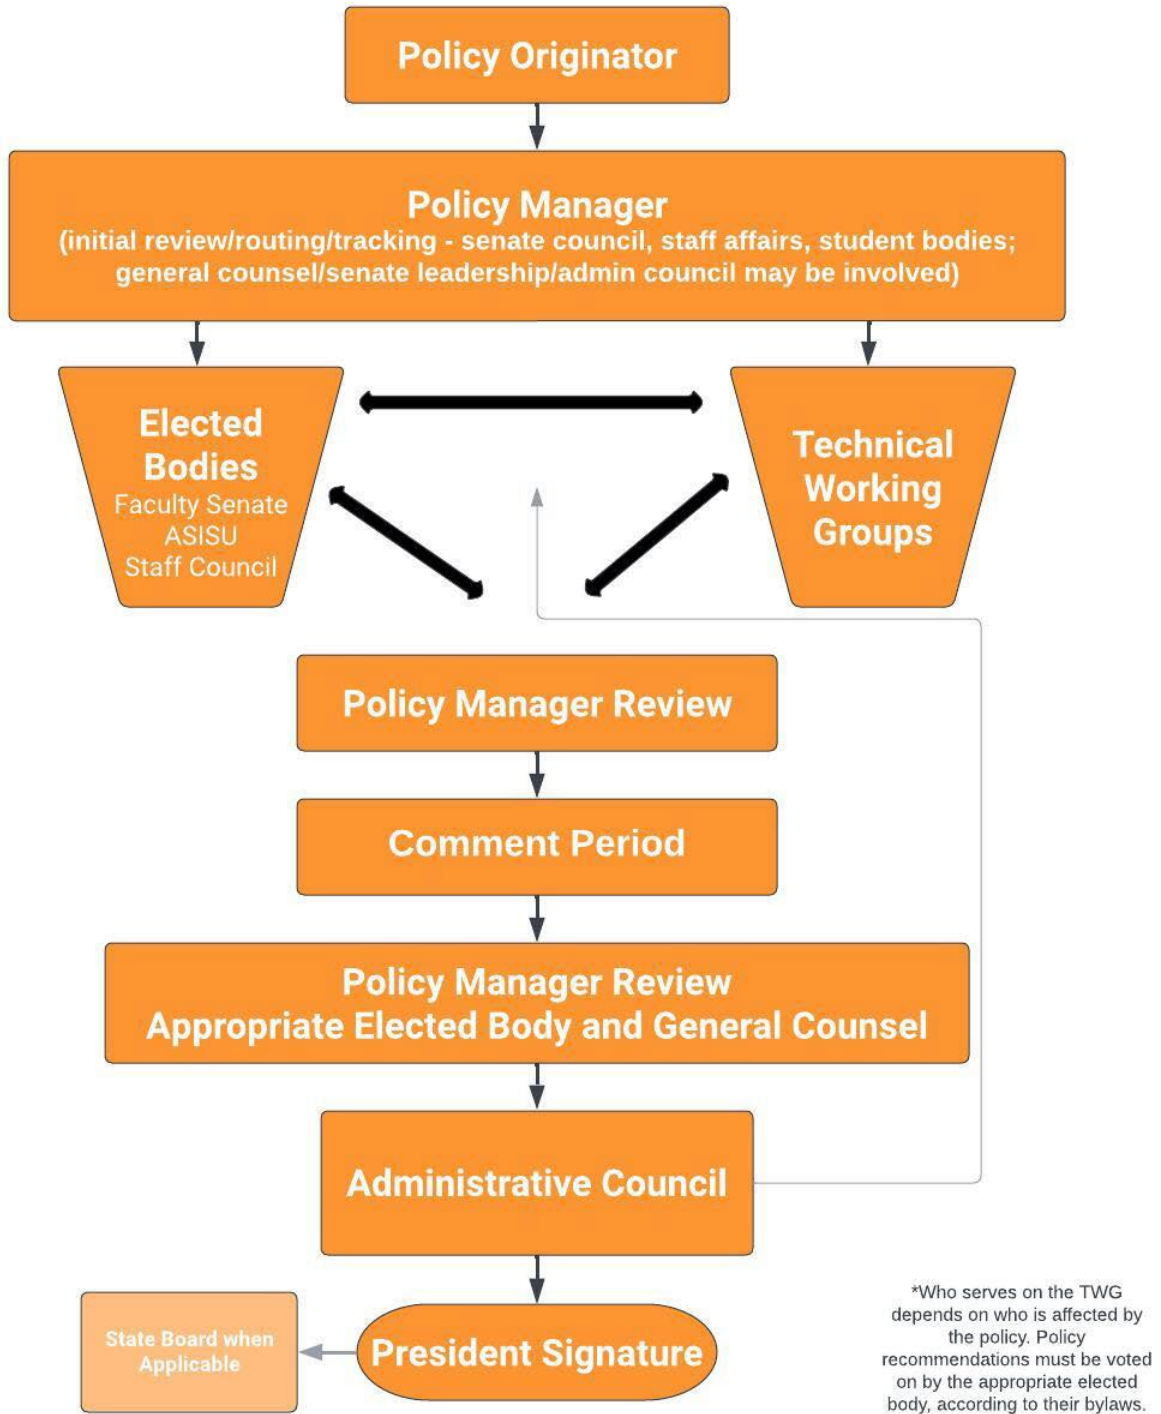 Policy Originator
Policy Manager
(initial review/routing/tracking - senate council, staff affairs, student bodies;
general counsel/senate leadership/admin council may be involved)
Elected
Bodies
Faculty Senate
ASISU
Staff Council
Technical
Working
Groups
Policy Manager Review
Comment Period
Policy Manager Review
Appropriate Elected Body and General Counsel
Administrative Council
President Signature
State Board when
Applicable
*Who serves on the TWG
depends on who is affected by
the policy. Policy
recommendations must be voted
on by the appropriate elected
body, according to their bylaws.